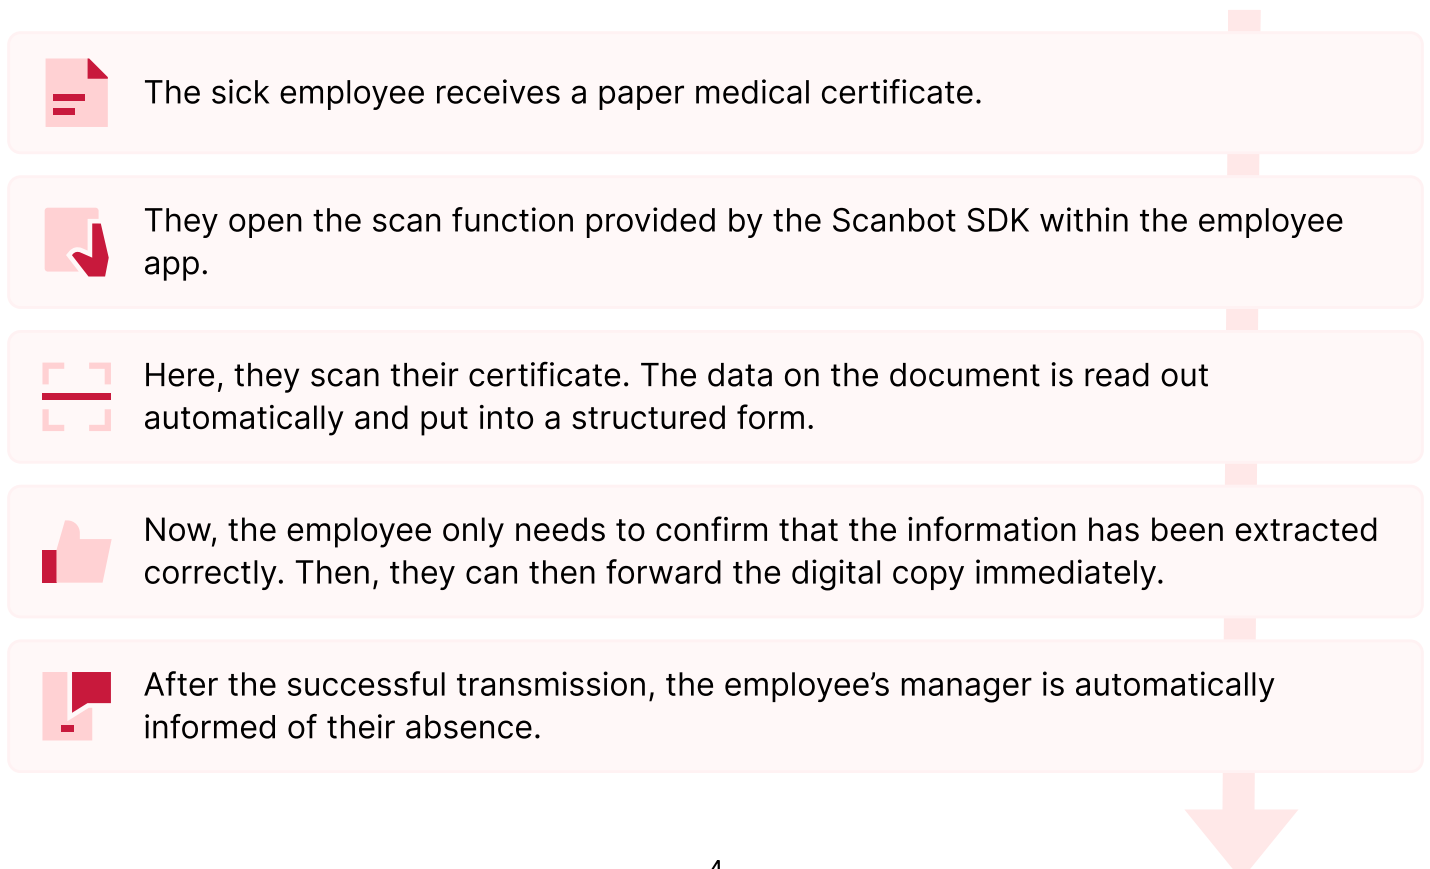 The sick employee receives a paper medical certificate.
They open the scan function provided by the Scanbot SDK within the employee
app.
Here, they scan their certificate. The data on the document is read out
automatically and put into a structured form.
Now, the employee only needs to confirm that the information has been extracted
correctly. Then, they can then forward the digital copy immediately.
After the successful transmission, the employee’s manager is automatically
informed of their absence.
4